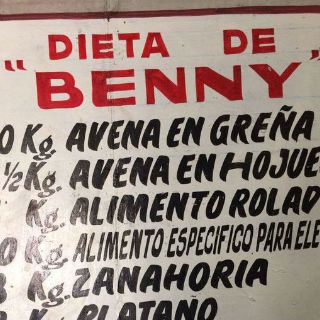 DIETA DE
"BENNY"
0 Kg. AVENA EN GREÑA
½ Kg. AVENA EN HOJUE
Kg. ALIMENTO ROLAD
0 Kg. ALIMENTO ESPECIFICO PARA ELE
Kg. ZANAHORIA
Kg. PLATANO